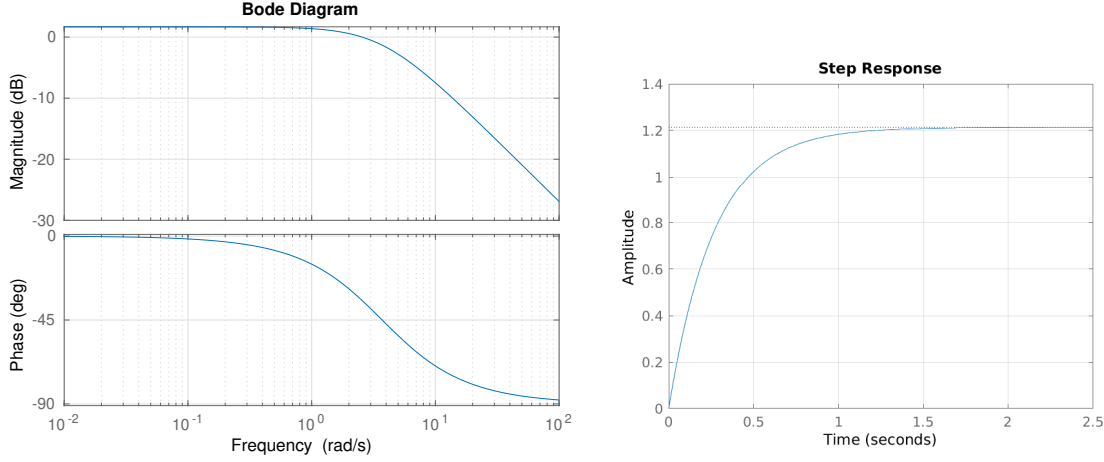 Bode Diagram
Magnitude (dB)
0
-10
-20
-30
Phase (deg)
0
-45
-90
10^-2 10^-1 10^0 10^1 10^2
Frequency (rad/s)
Step Response
Amplitude
1.4
1.2
1
0.8
0.6
0.4
0.2
0
0 0.5 1 1.5 2 2.5
Time (seconds)